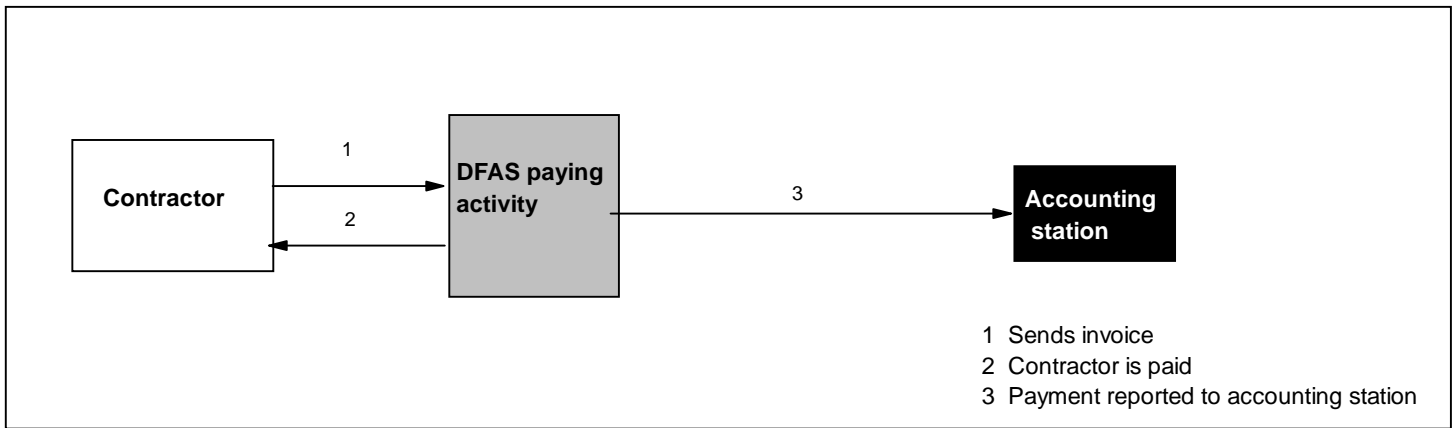 Contractor
1
2
DFAS paying
activity
3
Accounting
station
1 Sends invoice
2 Contractor is paid
3 Payment reported to accounting station